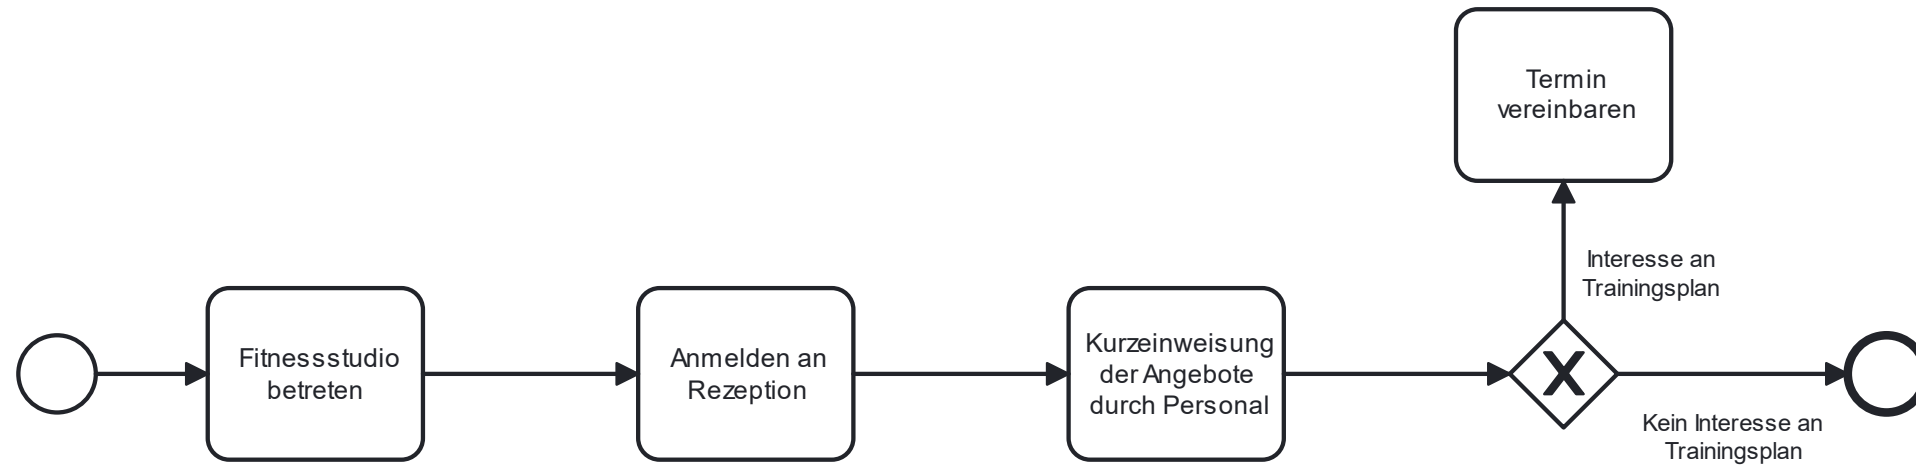 Termin
vereinbaren
Interesse an
Trainingsplan
Fitnessstudio
betreten
Anmelden an
Rezeption
Kurzeinweisung
der Angebote
durch Personal
X
Kein Interesse an
Trainingsplan